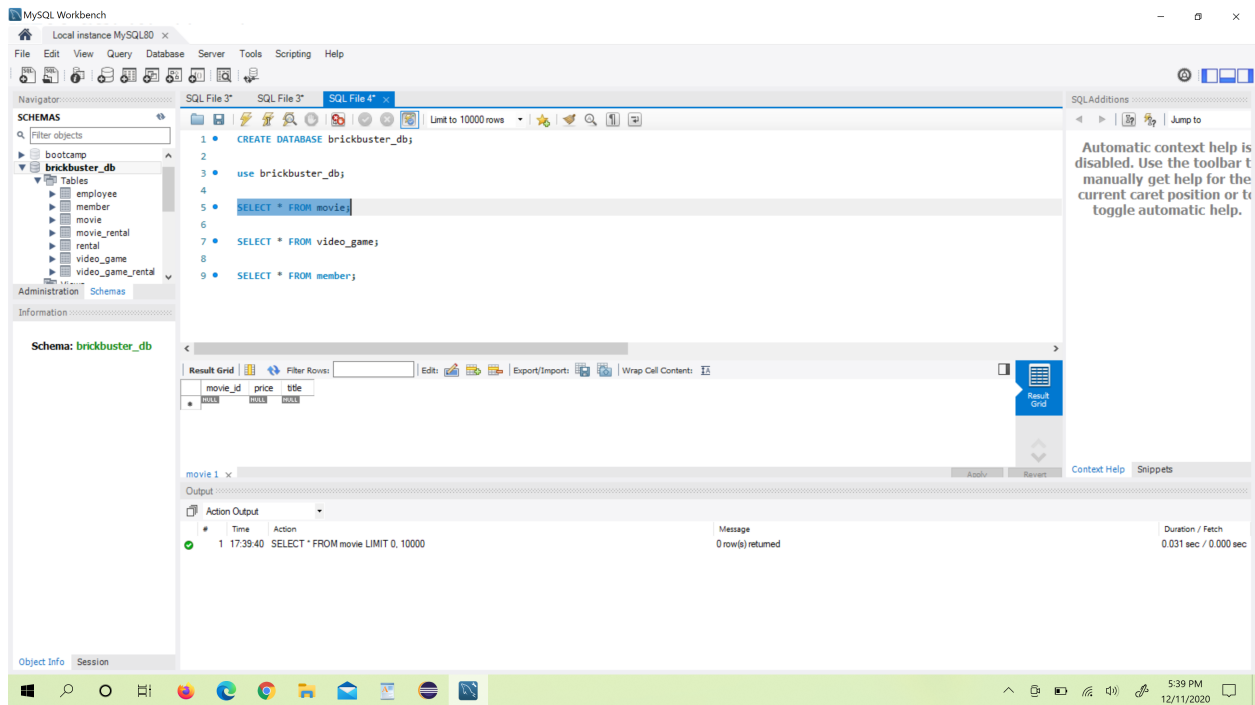 MySQL Workbench
Local instance MySQL80
File Edit View Query Database Server Tools Scripting Help
Navigator
SCHEMAS
Filter objects
bootcamp
brickbuster_db
Tables
employee
member
movie
movie_rental
rental
video_game
video_game_rental
Views
Administration Schemas
Information
Schema: brickbuster_db
Object Info Session
SQL File 3* SQL File 3* SQL File 4*
Limit to 10000 rows
1 CREATE DATABASE brickbuster_db;
2
3 use brickbuster_db;
4
5 SELECT * FROM movie;
6
7 SELECT * FROM video_game;
8
9 SELECT * FROM member;
Result Grid Filter Rows: Edit: Export/Import: Wrap Cell Content:
movie_id price title
NULL NULL NULL
Result
Grid
movie 1 Apply Revert
Output
Action Output
# Time Action Message Duration / Fetch
1 17:39:40 SELECT * FROM movie LIMIT 0, 10000 0 row(s) returned 0.031 sec / 0.000 sec
SQLAdditions
Jump to
Automatic context help is
disabled. Use the toolbar t
manually get help for the
current caret position or to
toggle automatic help.
Context Help Snippets
5:39 PM
12/11/2020